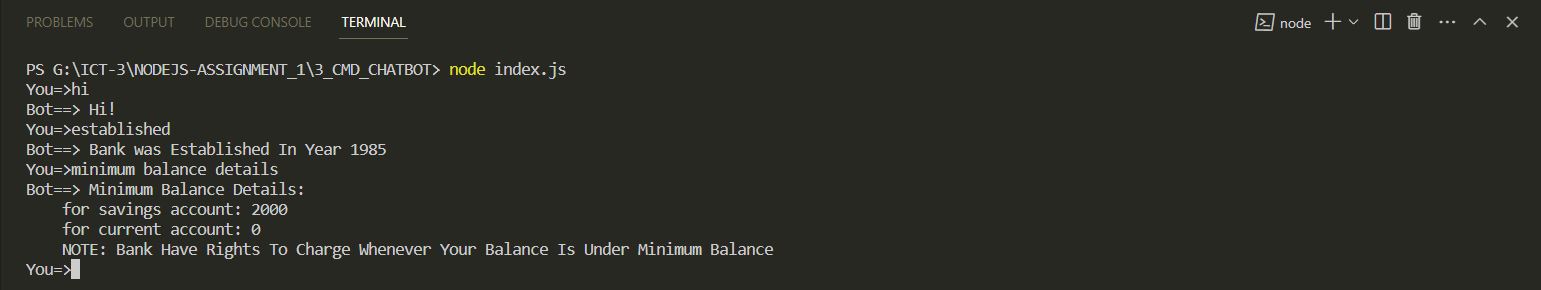 PROBLEMS OUTPUT DEBUG CONSOLE TERMINAL node
PS G:\ICT-3\NODEJS-ASSIGNMENT_1\3_CMD_CHATBOT> node index.js
You=>hi
Bot==> Hi!
You=>established
Bot==> Bank was Established In Year 1985
You=>minimum balance details
Bot==> Minimum Balance Details:
    for savings account: 2000
    for current account: 0
    NOTE: Bank Have Rights To Charge Whenever Your Balance Is Under Minimum Balance
You=>